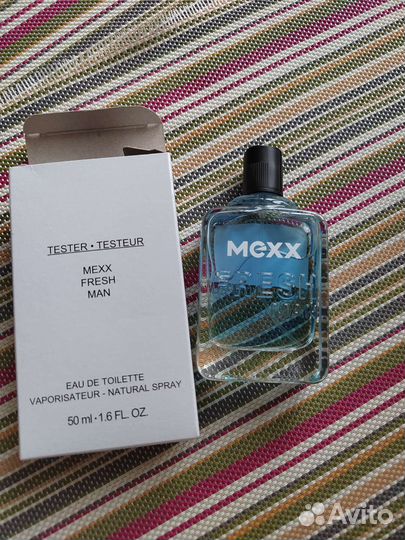 TESTER • TESTEUR
MEXX
FRESH
MAN
EAU DE TOILETTE
VAPORISATEUR - NATURAL SPRAY
50 ml · 1.6 FL. OZ.
MEXX
FRESH
Avito